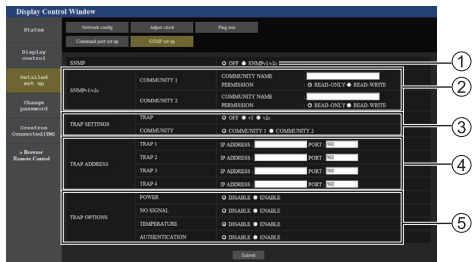 Display Control Window
Status
Display control
Detailed set up
Change password
Crestron Connected(TM)
» Browser Remote Control
Network config
Adjust clock
Ping test
Command port set up
SNMP set up
SNMP
OFF SNMPv1/v2c
①
SNMPv1/v2c
COMMUNITY 1
COMMUNITY NAME :
PERMISSION : READ-ONLY READ-WRITE
COMMUNITY 2
COMMUNITY NAME :
PERMISSION : READ-ONLY READ-WRITE
②
TRAP SETTINGS
TRAP
OFF v1 v2c
COMMUNITY
COMMUNITY 1 COMMUNITY 2
③
TRAP ADDRESS
TRAP 1 IP ADDRESS PORT 162
TRAP 2 IP ADDRESS PORT 162
TRAP 3 IP ADDRESS PORT 162
TRAP 4 IP ADDRESS PORT 162
④
TRAP OPTIONS
POWER DISABLE ENABLE
NO SIGNAL DISABLE ENABLE
TEMPERATURE DISABLE ENABLE
AUTHENTICATION DISABLE ENABLE
⑤
Submit